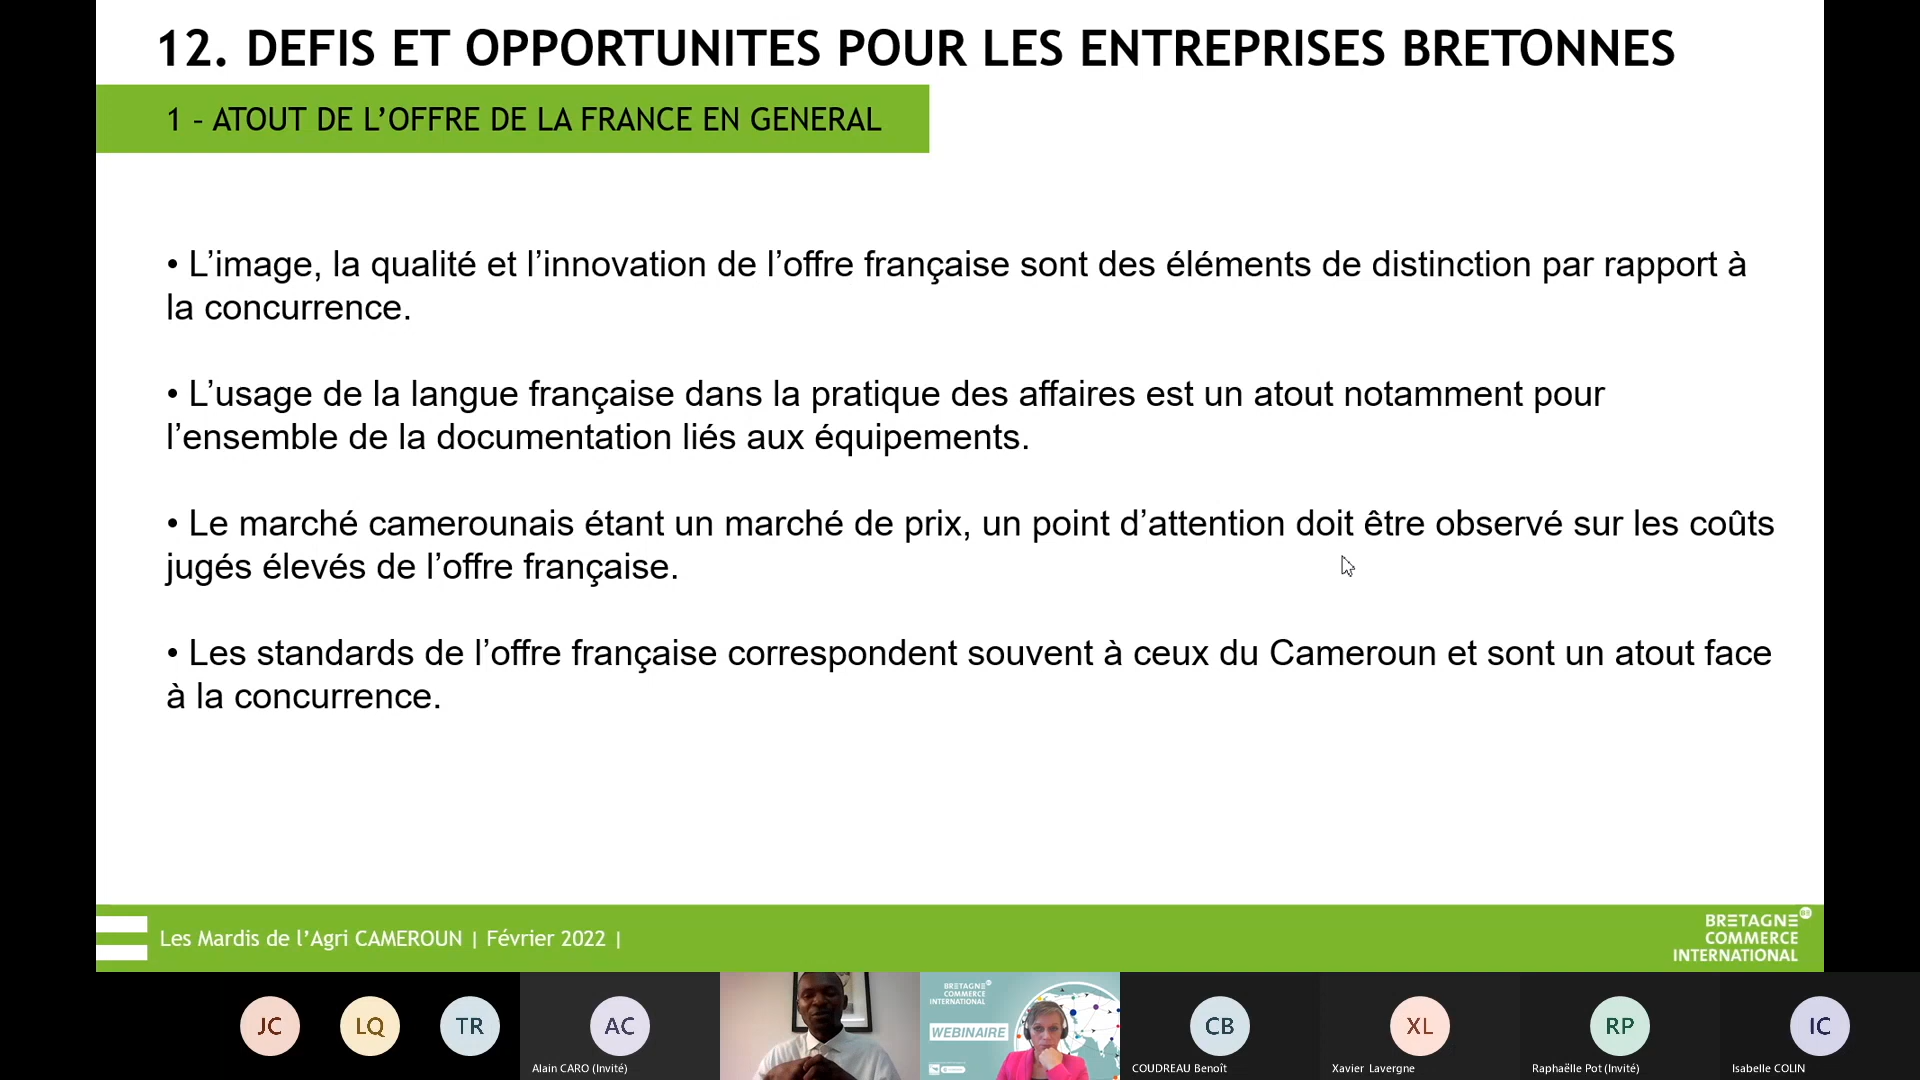 12. DEFIS ET OPPORTUNITES POUR LES ENTREPRISES BRETONNES
1 - ATOUT DE L’OFFRE DE LA FRANCE EN GENERAL
• L’image, la qualité et l’innovation de l’offre française sont des éléments de distinction par rapport à
la concurrence.
• L’usage de la langue française dans la pratique des affaires est un atout notamment pour
l’ensemble de la documentation liés aux équipements.
• Le marché camerounais étant un marché de prix, un point d’attention doit être observé sur les coûts
jugés élevés de l’offre française.
• Les standards de l’offre française correspondent souvent à ceux du Cameroun et sont un atout face
à la concurrence.
Les Mardis de l’Agri CAMEROUN | Février 2022 |
BRETAGNE
COMMERCE
INTERNATIONAL
JC
LQ
TR
AC
Alain CARO (Invité)
BRETAGNE
COMMERCE
INTERNATIONAL
WEBINAIRE
CB
COUDREAU Benoît
XL
Xavier Lavergne
RP
Raphaëlle Pot (Invité)
IC
Isabelle COLIN